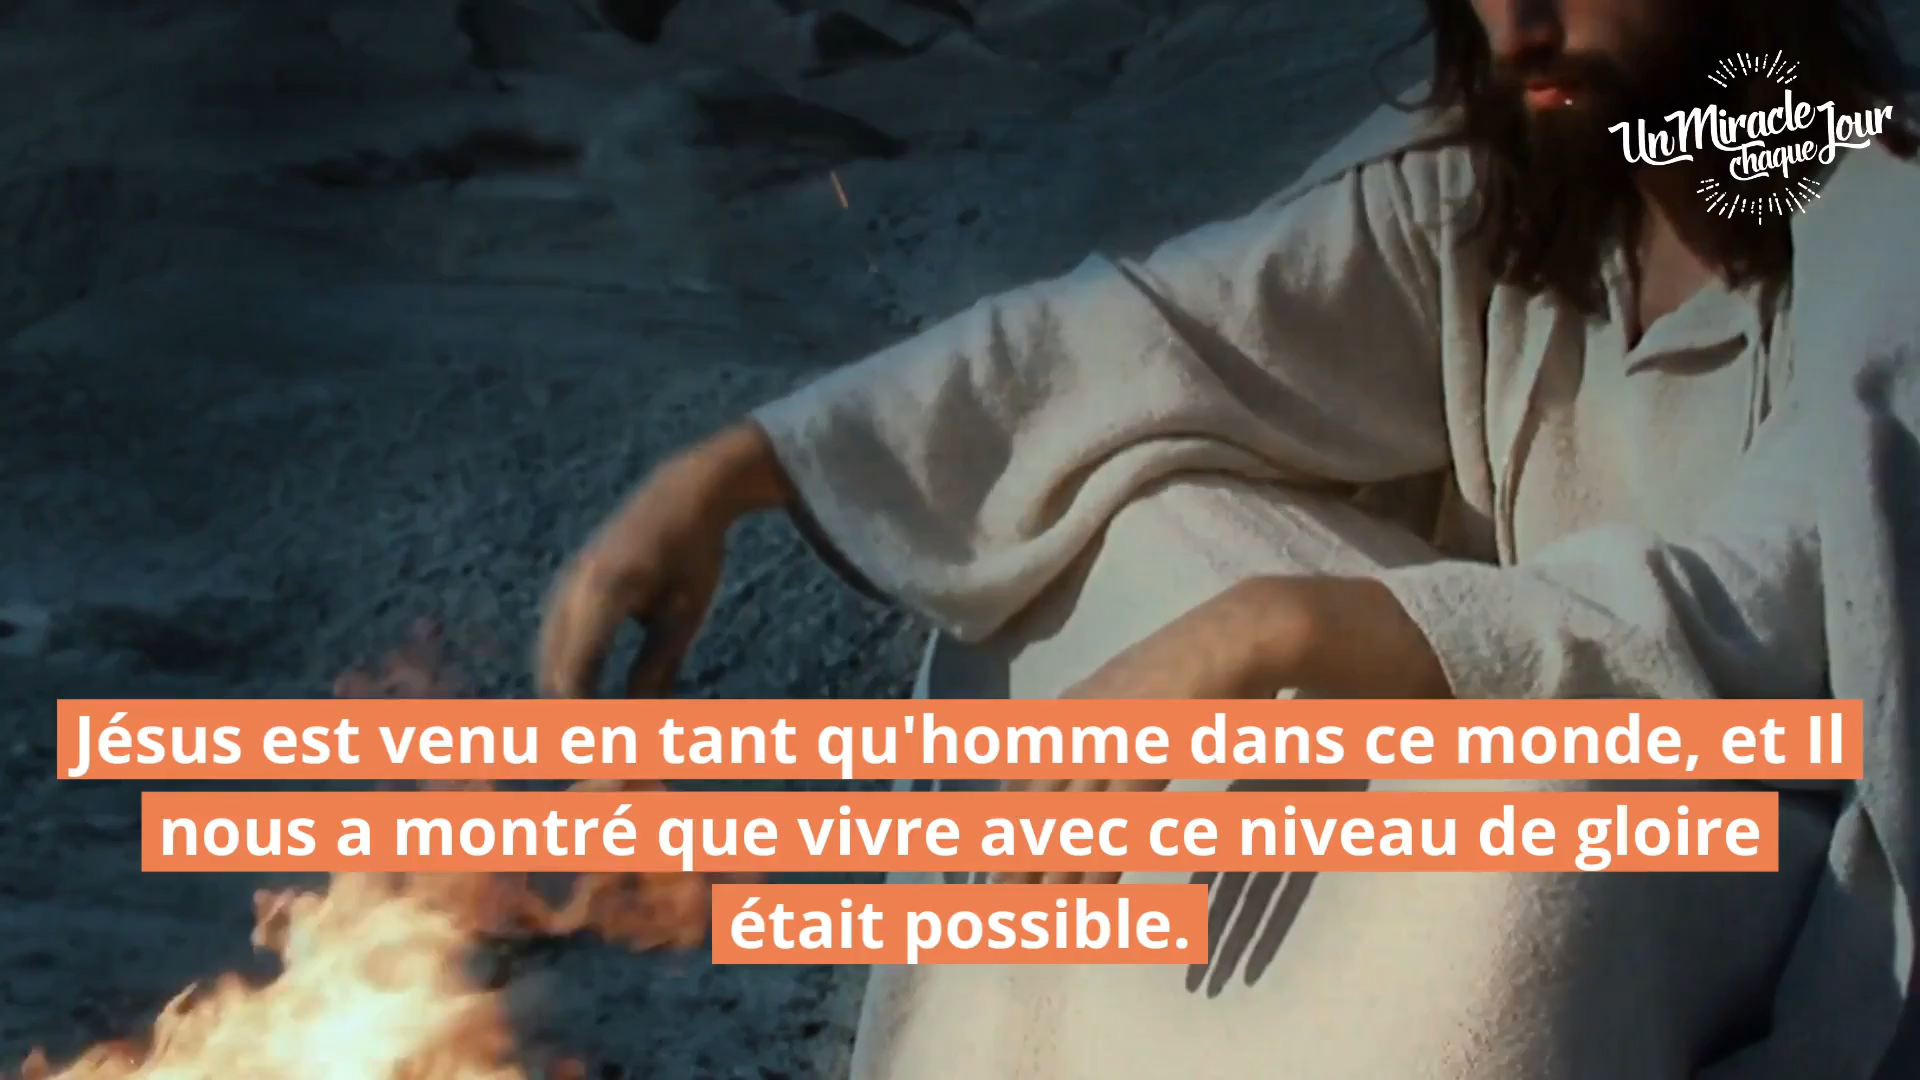 Un Miracle
chaque Jour
Jésus est venu en tant qu'homme dans ce monde, et Il
nous a montré que vivre avec ce niveau de gloire
était possible.